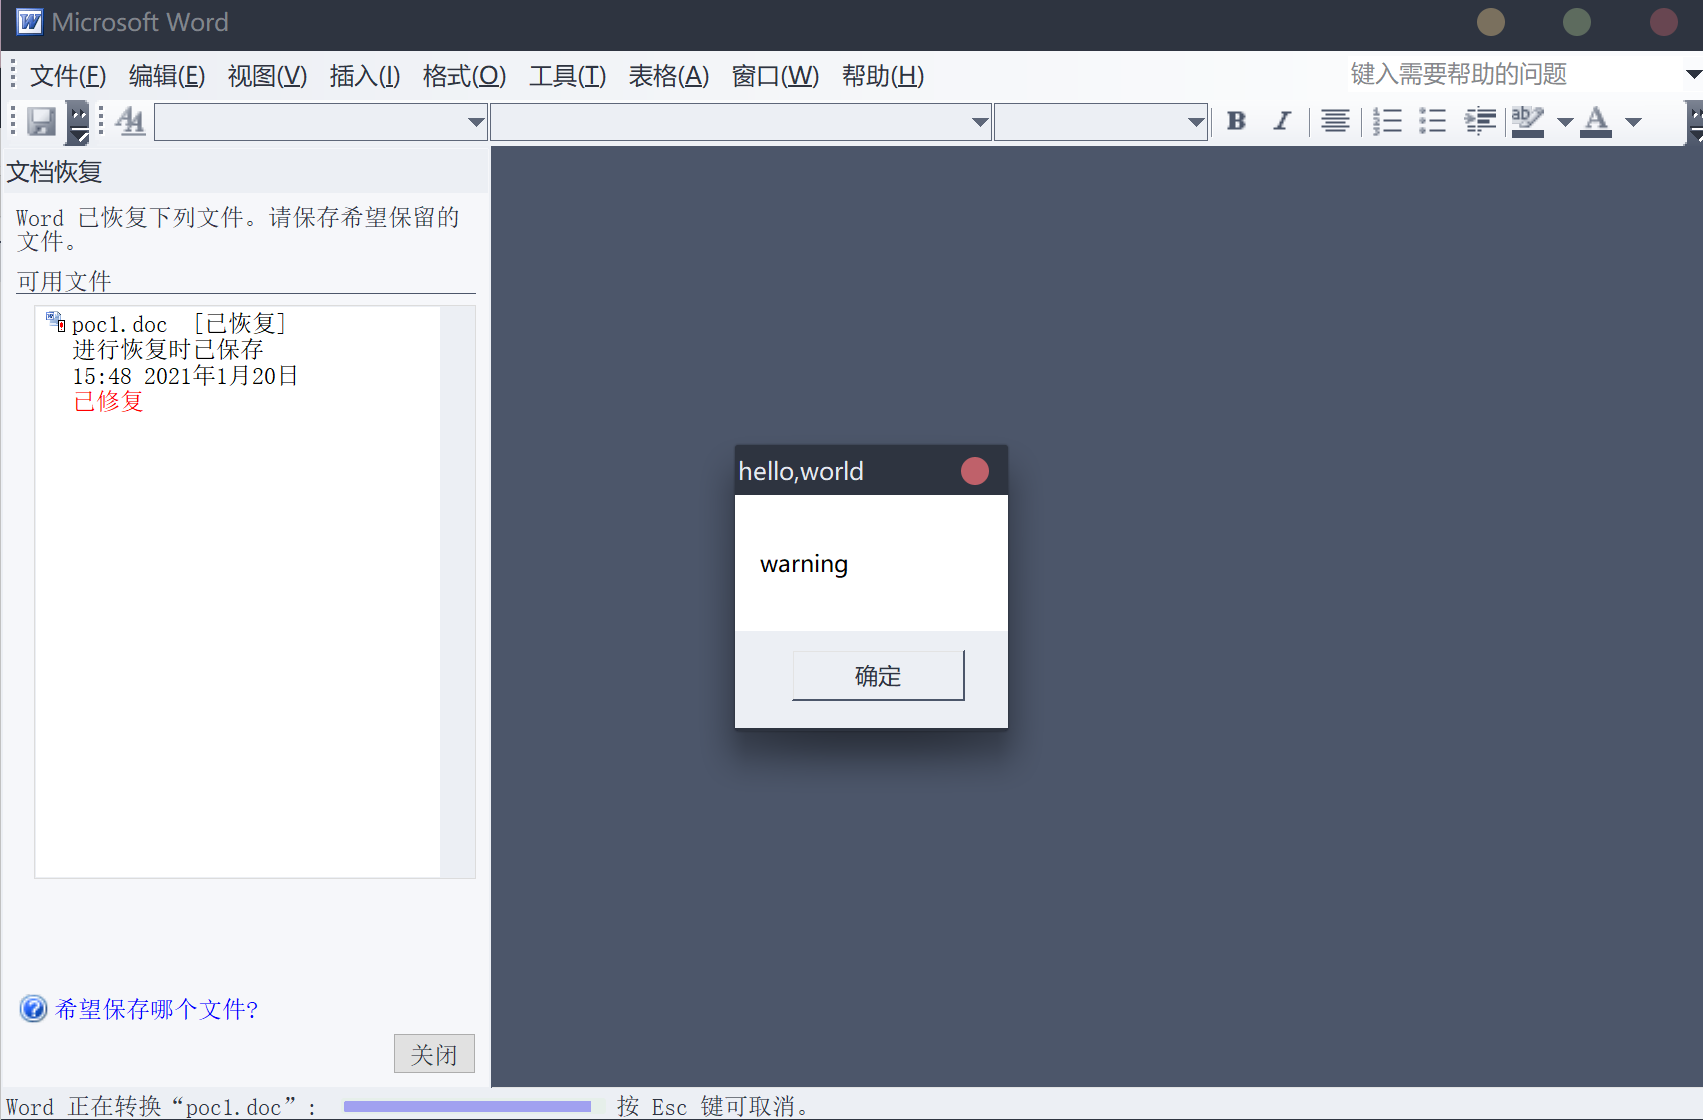 Microsoft Word
文件(F) 编辑(E) 视图(V) 插入(I) 格式(O) 工具(T) 表格(A) 窗口(W) 帮助(H) 键入需要帮助的问题
文档恢复
Word 已恢复下列文件。请保存希望保留的
文件。
可用文件
poc1.doc [已恢复]
进行恢复时已保存
15:48 2021年1月20日
已修复
hello,world
warning
确定
希望保存哪个文件?
关闭
Word 正在转换“poc1.doc”: 按 Esc 键可取消。